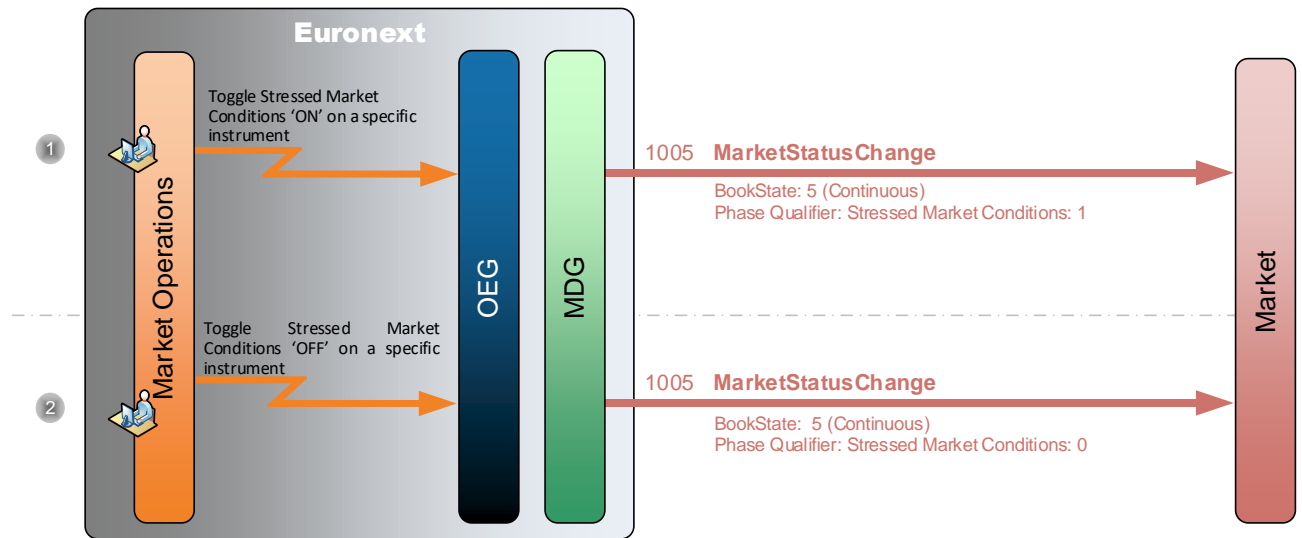 Euronext
1
Market Operations
Toggle Stressed Market
Conditions ‘ON’ on a specific
instrument
OEG
MDG
1005 MarketStatusChange
BookState: 5 (Continuous)
Phase Qualifier: Stressed Market Conditions: 1
Market
2
Toggle Stressed Market
Conditions ‘OFF’ on a specific
instrument
1005 MarketStatusChange
BookState: 5 (Continuous)
Phase Qualifier: Stressed Market Conditions: 0